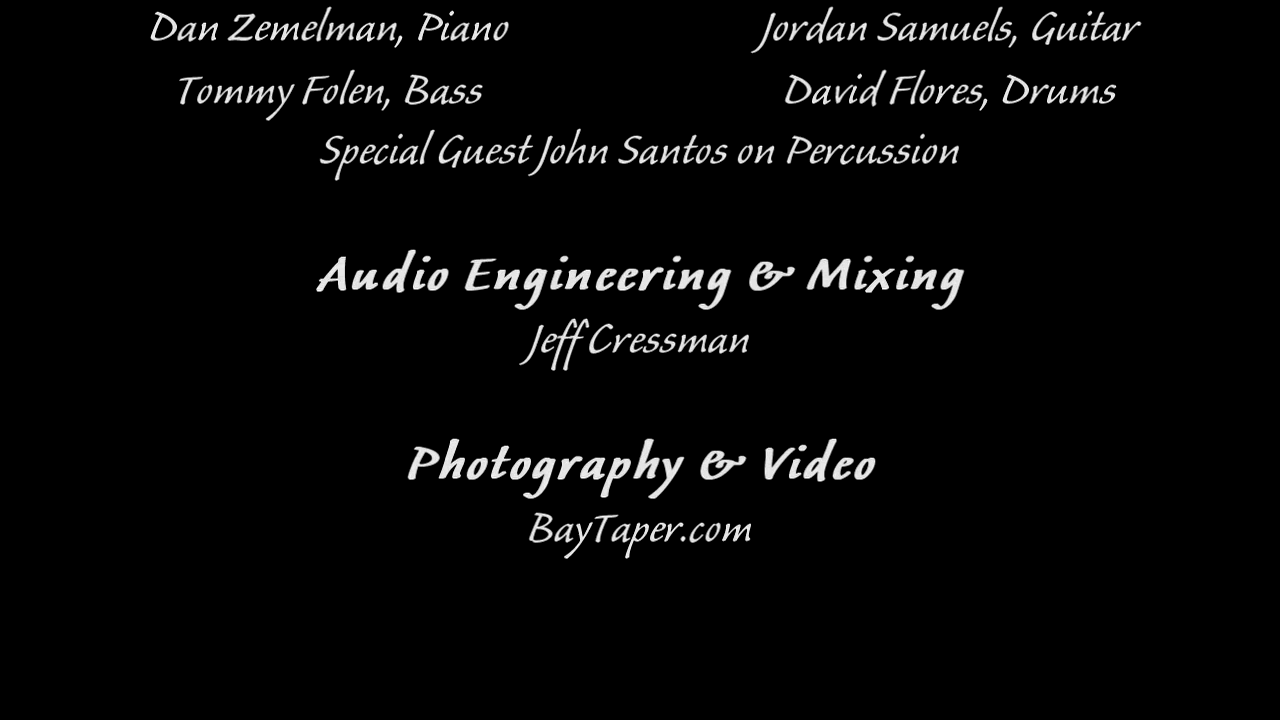 Dan Zemelman, Piano Jordan Samuels, Guitar
Tommy Folen, Bass David Flores, Drums
Special Guest John Santos on Percussion
Audio Engineering & Mixing
Jeff Cressman
Photography & Video
BayTaper.com